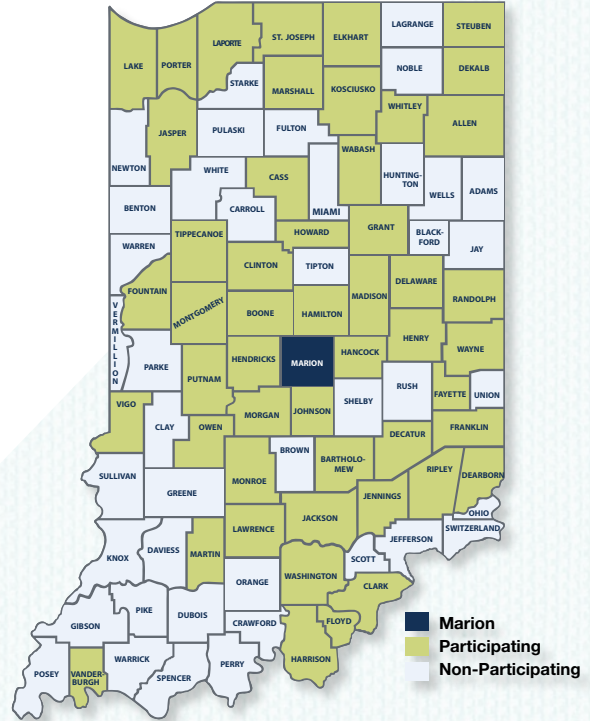 LAGRANGE
STEUBEN
ST. JOSEPH
ELKHART
LAPORTE
LAKE
PORTER
NOBLE
DEKALB
STARKE
MARSHALL
KOSCIUSKO
WHITLEY
ALLEN
JASPER
PULASKI
FULTON
WABASH
NEWTON
WHITE
CASS
MIAMI
HUNTING-
TON
WELLS
ADAMS
BENTON
CARROLL
TIPPECANOE
HOWARD
GRANT
BLACK-
FORD
JAY
WARREN
CLINTON
TIPTON
FOUNTAIN
MADISON
DELAWARE
RANDOLPH
VERMILLION
MONTGOMERY
BOONE
HAMILTON
PARKE
HENDRICKS
MARION
HANCOCK
HENRY
WAYNE
PUTNAM
RUSH
FAYETTE
UNION
VIGO
CLAY
OWEN
MORGAN
JOHNSON
SHELBY
FRANKLIN
DECATUR
BROWN
BARTHOLO-
MEW
SULLIVAN
GREENE
MONROE
RIPLEY
DEARBORN
JENNINGS
OHIO
SWITZERLAND
LAWRENCE
JACKSON
JEFFERSON
KNOX
DAVIESS
MARTIN
SCOTT
ORANGE
WASHINGTON
CLARK
PIKE
DUBOIS
GIBSON
CRAWFORD
FLOYD
HARRISON
POSEY
VANDER-
BURGH
WARRICK
SPENCER
PERRY
Marion
Participating
Non-Participating